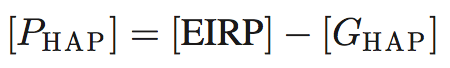 [P_HAP] = [EIRP] − [G_HAP]